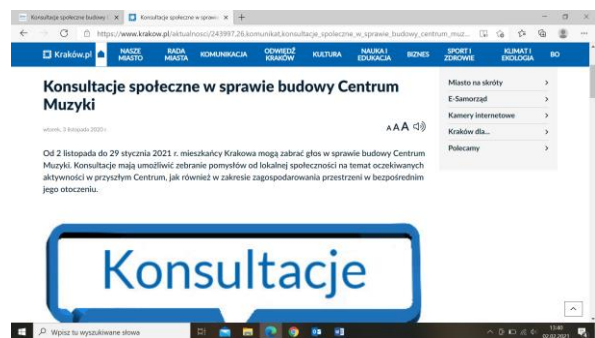 Konsultacje społeczne budowy
Konsultacje społeczne w sprawie
https://www.krakow.pl/aktualnosci/243997,26,komunikat,konsultacje_spoleczne_w_sprawie_budowy_centrum_muz...
Kraków.pl
NASZE MIASTO
RADA MIASTA
KOMUNIKACJA
ODWIEDŹ KRAKÓW
KULTURA
NAUKA I EDUKACJA
BIZNES
SPORT I ZDROWIE
KLIMAT I EKOLOGIA
BO
Konsultacje społeczne w sprawie budowy Centrum
Muzyki
wtorek, 3 listopada 2020 r.
A A A
Od 2 listopada do 29 stycznia 2021 r. mieszkańcy Krakowa mogą zabrać głos w sprawie budowy Centrum
Muzyki. Konsultacje mają umożliwić zebranie pomysłów od lokalnej społeczności na temat oczekiwanych
aktywności w przyszłym Centrum, jak również w zakresie zagospodarowania przestrzeni w bezpośrednim
jego otoczeniu.
Konsultacje
Miasto na skróty
E-Samorząd
Kamery internetowe
Kraków dla...
Polecamy
Wpisz tu wyszukiwane słowa
13:40
02.02.2021